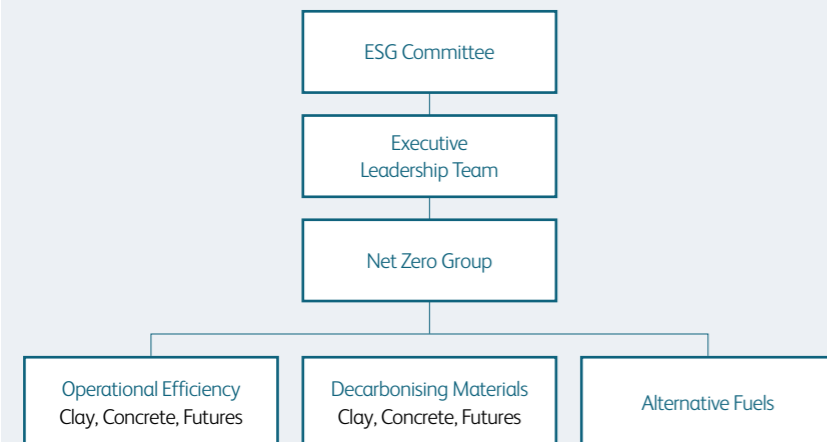 ESG Committee
Executive
Leadership Team
Net Zero Group
Operational Efficiency
Clay, Concrete, Futures
Decarbonising Materials
Clay, Concrete, Futures
Alternative Fuels